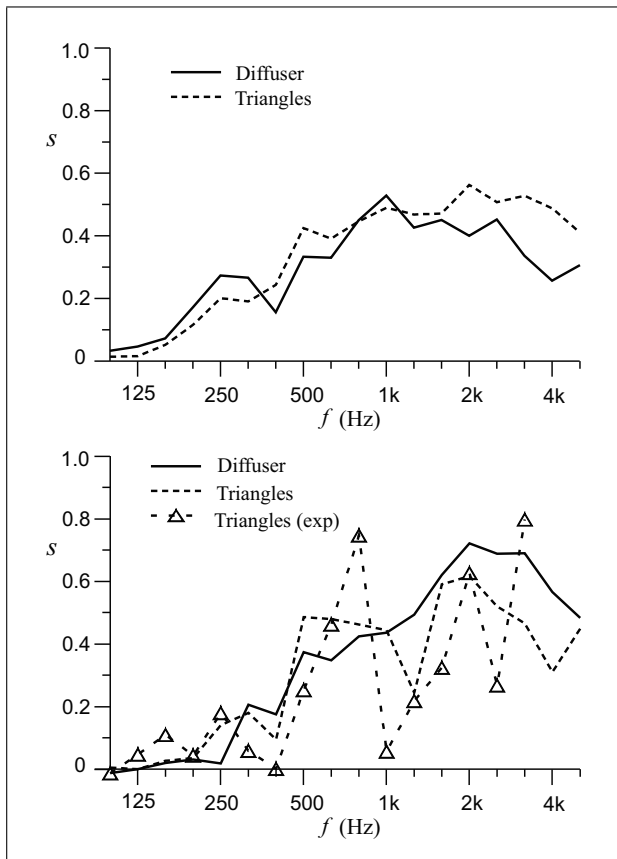 1.0
Diffuser
Triangles
0.8
s
0.6
0.4
0.2
0
125 250 500 1k 2k 4k
f (Hz)
1.0
Diffuser
Triangles
Triangles (exp)
0.8
s
0.6
0.4
0.2
0
125 250 500 1k 2k 4k
f (Hz)